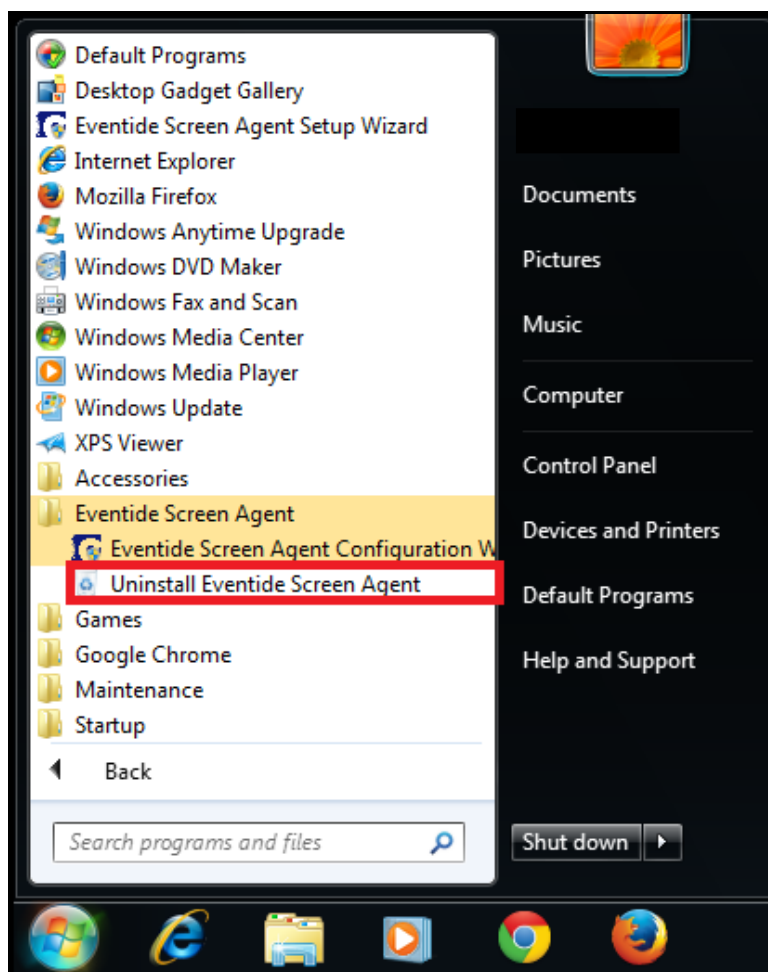 Default Programs
Desktop Gadget Gallery
Eventide Screen Agent Setup Wizard
Internet Explorer
Mozilla Firefox
Windows Anytime Upgrade
Windows DVD Maker
Windows Fax and Scan
Windows Media Center
Windows Media Player
Windows Update
XPS Viewer
Accessories
Eventide Screen Agent
Eventide Screen Agent Configuration W
Uninstall Eventide Screen Agent
Games
Google Chrome
Maintenance
Startup
Back
Search programs and files
Documents
Pictures
Music
Computer
Control Panel
Devices and Printers
Default Programs
Help and Support
Shut down